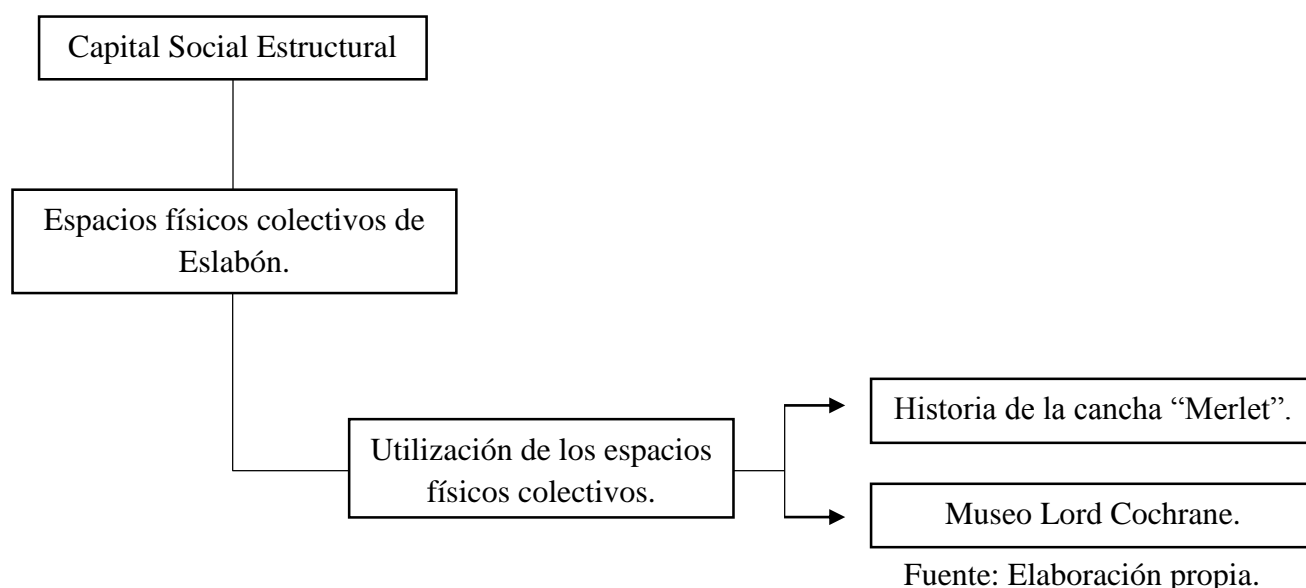 Capital Social Estructural
Espacios físicos colectivos de
Eslabón.
Utilización de los espacios
físicos colectivos.
Historia de la cancha “Merlet”.
Museo Lord Cochrane.
Fuente: Elaboración propia.